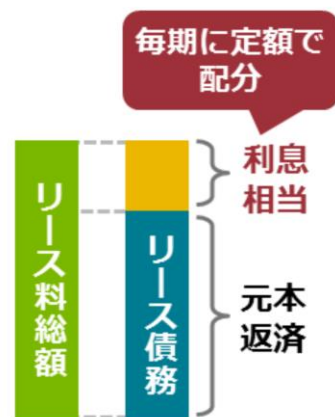 毎期に定額で
配分
リース料総額
リース債務
利息
相当
元本
返済